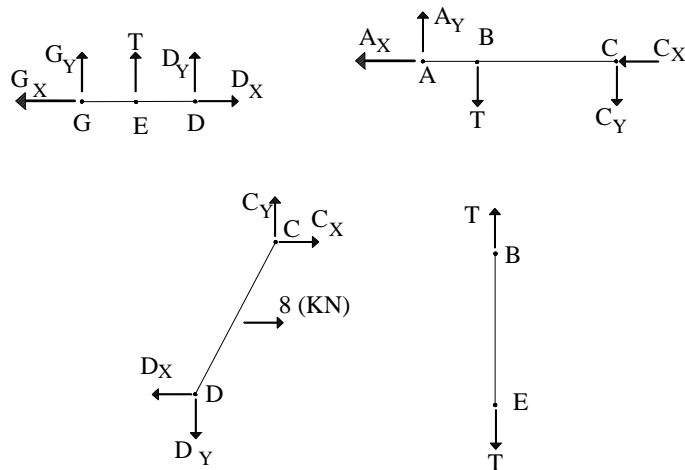 G_Y T D_Y
G_X D_X
G E D
A_Y
A_X B C C_X
A
T C_Y
C_Y C C_X
8 (KN)
D_X D
D_Y
T
B
E
T